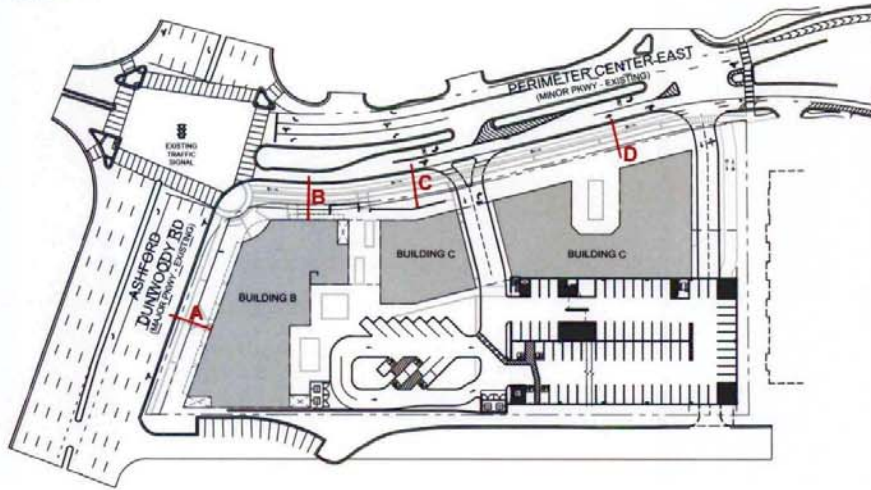 PERIMETER CENTER EAST
(MINOR PKWY - EXISTING)
EXISTING
TRAFFIC
SIGNAL
ASHFORD
DUNWOODY RD
(MAJOR PKWY - EXISTING)
A
B
C
D
BUILDING B
BUILDING C
BUILDING C